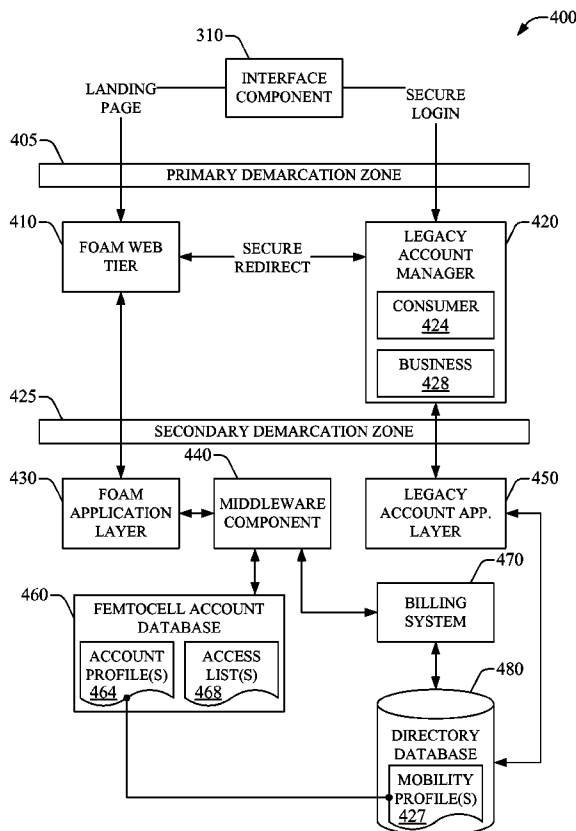 400
310
INTERFACE
COMPONENT
LANDING
PAGE
SECURE
LOGIN
405
PRIMARY DEMARCATION ZONE
410
FOAM WEB
TIER
SECURE
REDIRECT
420
LEGACY
ACCOUNT
MANAGER
CONSUMER
424
BUSINESS
428
425
SECONDARY DEMARCATION ZONE
430
FOAM
APPLICATION
LAYER
440
MIDDLEWARE
COMPONENT
450
LEGACY
ACCOUNT APP.
LAYER
460
FEMTOCELL ACCOUNT
DATABASE
ACCOUNT
PROFILE(S)
464
ACCESS
LIST(S)
468
470
BILLING
SYSTEM
480
DIRECTORY
DATABASE
MOBILITY
PROFILE(S)
427